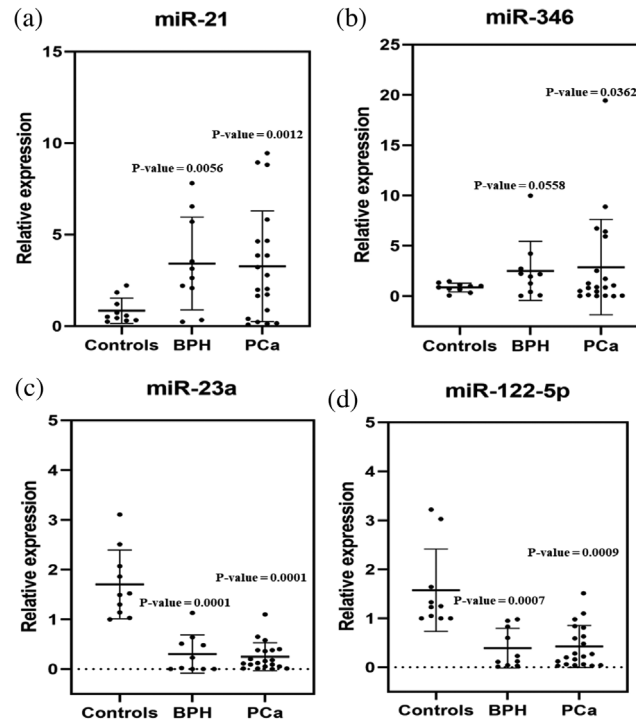 (a)
miR-21
Relative expression
15
10
5
0
P-value = 0.0056
P-value = 0.0012
Controls BPH PCa
(b)
miR-346
Relative expression
25
20
15
10
5
0
P-value = 0.0558
P-value = 0.0362
Controls BPH PCa
(c)
miR-23a
Relative expression
5
4
3
2
1
0
P-value = 0.0001
P-value = 0.0001
Controls BPH PCa
(d)
miR-122-5p
Relative expression
5
4
3
2
1
0
P-value = 0.0007
P-value = 0.0009
Controls BPH PCa